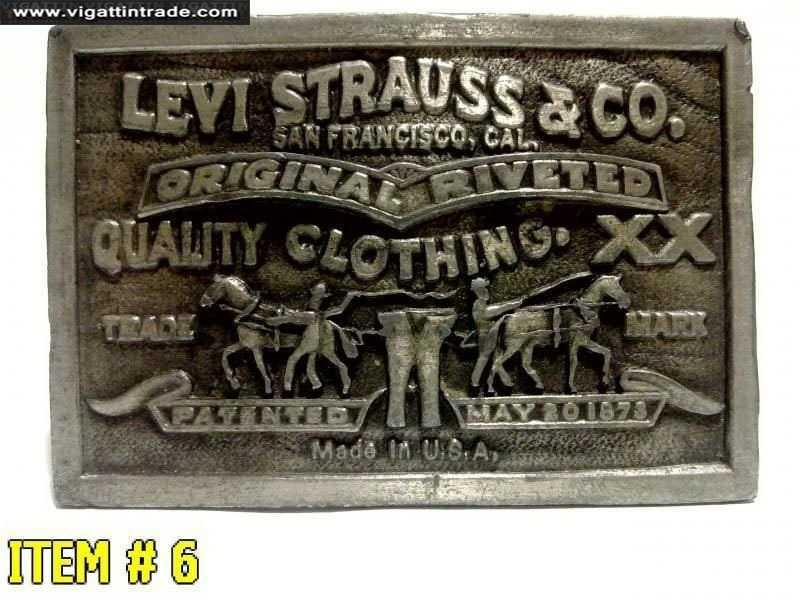 www.vigattintrade.com
LEVI STRAUSS & CO.
SAN FRANCISCO, CAL.
ORIGINAL RIVETED
QUALITY CLOTHING. XX
TRADE MARK
PATENTED MAY 20 1873
Made In U.S.A,
ITEM # 6